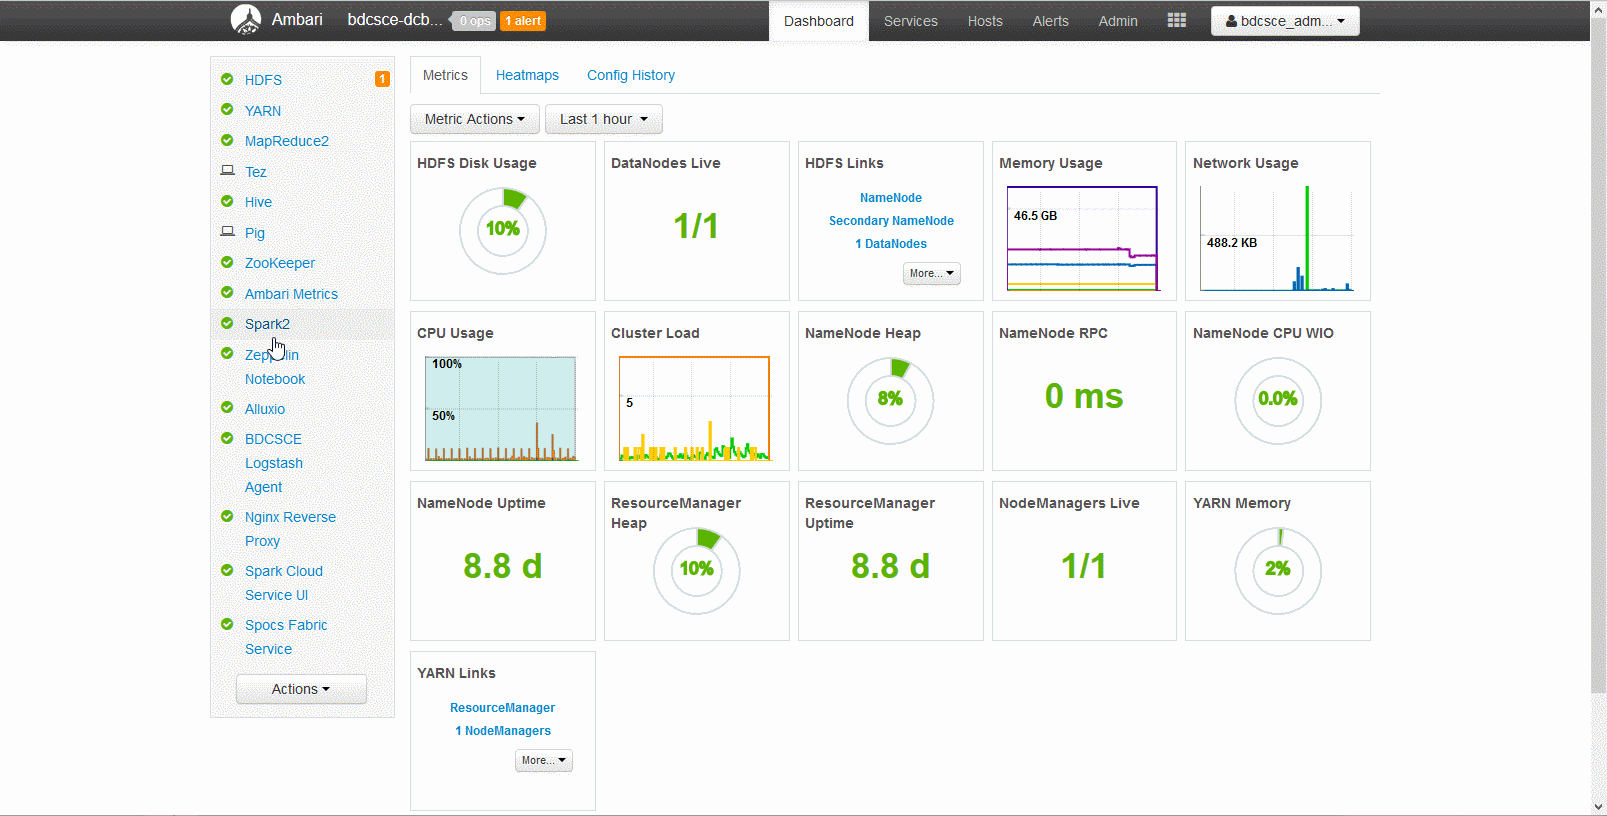 Ambari
bdcsce-dcb...
0 ops
1 alert
Dashboard
Services
Hosts
Alerts
Admin
bdcsce_adm...
HDFS
1
YARN
MapReduce2
Tez
Hive
Pig
ZooKeeper
Ambari Metrics
Spark2
Zeppelin
Notebook
Alluxio
BDCSCE
Logstash
Agent
Nginx Reverse
Proxy
Spark Cloud
Service UI
Spocs Fabric
Service
Actions
Metrics
Heatmaps
Config History
Metric Actions
Last 1 hour
HDFS Disk Usage
10%
DataNodes Live
1/1
HDFS Links
NameNode
Secondary NameNode
1 DataNodes
More...
Memory Usage
46.5 GB
Network Usage
488.2 KB
CPU Usage
100%
50%
Cluster Load
5
NameNode Heap
8%
NameNode RPC
0 ms
NameNode CPU WIO
0.0%
NameNode Uptime
8.8 d
ResourceManager
Heap
10%
ResourceManager
Uptime
8.8 d
NodeManagers Live
1/1
YARN Memory
2%
YARN Links
ResourceManager
1 NodeManagers
More...